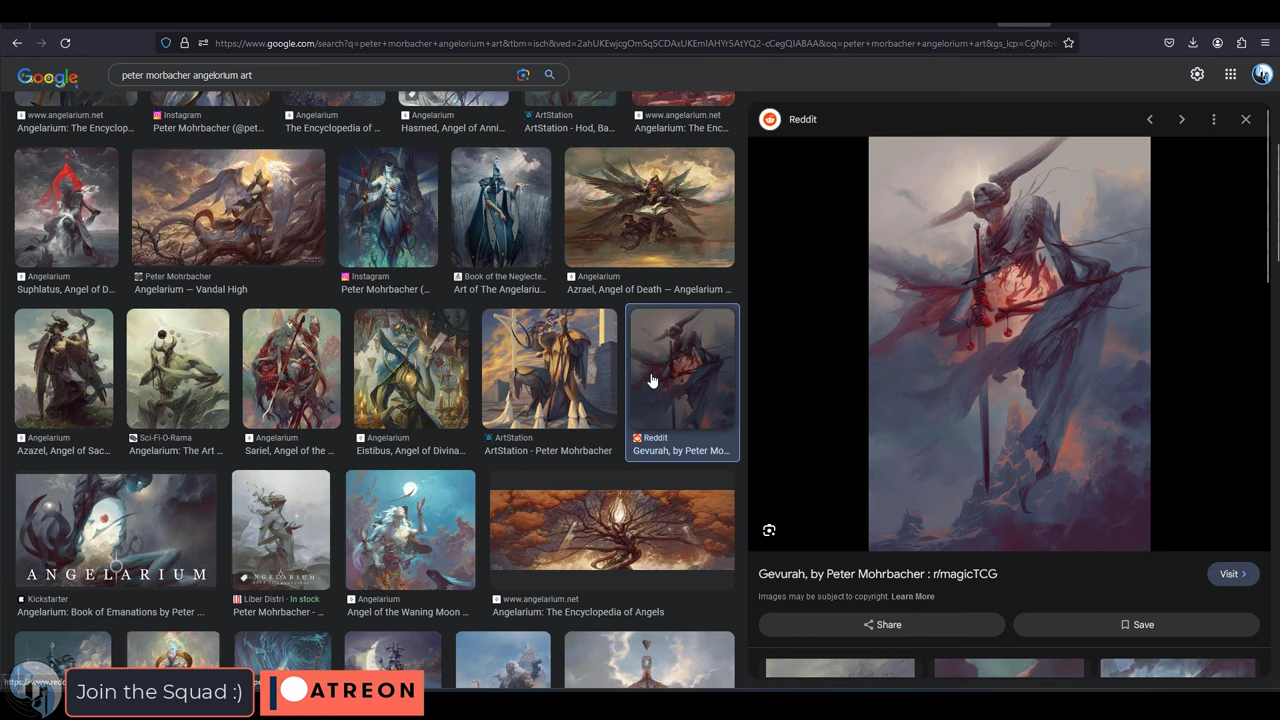 https://www.google.com/search?q=peter+morbacher+angelorium+art&tbm=isch&ved=2ahUKEwjcgOmSq5CDAxUKEmIAHYr5AtYQ2-cCegQIABAA&oq=peter+morbacher+angelorium+art&gs_lcp=CgNpb
Google
peter morbacher angelorium art
www.angelarium.net
Angelarium: The Encyclop...
Instagram
Peter Mohrbacher (@pet...
Angelarium
The Encyclopedia of ...
Angelarium
Hasmed, Angel of Anni...
ArtStation
ArtStation - Hod, Ba...
www.angelarium.net
Angelarium: The Enc...
Reddit
Angelarium
Suphlatus, Angel of D...
Peter Mohrbacher
Angelarium — Vandal High
Instagram
Peter Mohrbacher (...
Book of the Neglecte...
Art of The Angelariu...
Angelarium
Azrael, Angel of Death — Angelarium ...
Angelarium
Azazel, Angel of Sac...
Sci-Fi-O-Rama
Angelarium: The Art ...
Angelarium
Sariel, Angel of the ...
Angelarium
Eistibus, Angel of Divina...
ArtStation
ArtStation - Peter Mohrbacher
Reddit
Gevurah, by Peter Mo...
ANGELARIUM
ANGELARIUM
Kickstarter
Angelarium: Book of Emanations by Peter ...
Liber Distri · In stock
Peter Mohrbacher - ...
Angelarium
Angel of the Waning Moon ...
www.angelarium.net
Angelarium: The Encyclopedia of Angels
Gevurah, by Peter Mohrbacher : r/magicTCG
Visit
Images may be subject to copyright. Learn More
Share
Save
Join the Squad :)
PATREON